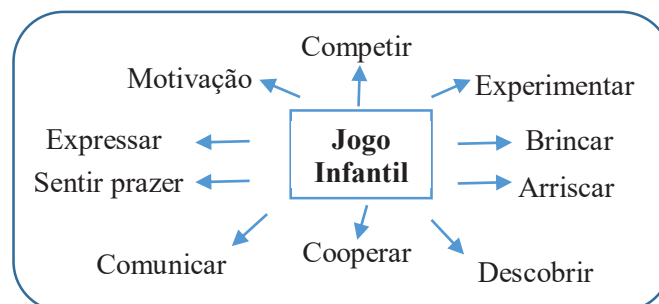 Competir
Motivação
Experimentar
Jogo
Infantil
Expressar
Brincar
Sentir prazer
Arriscar
Comunicar
Cooperar
Descobrir